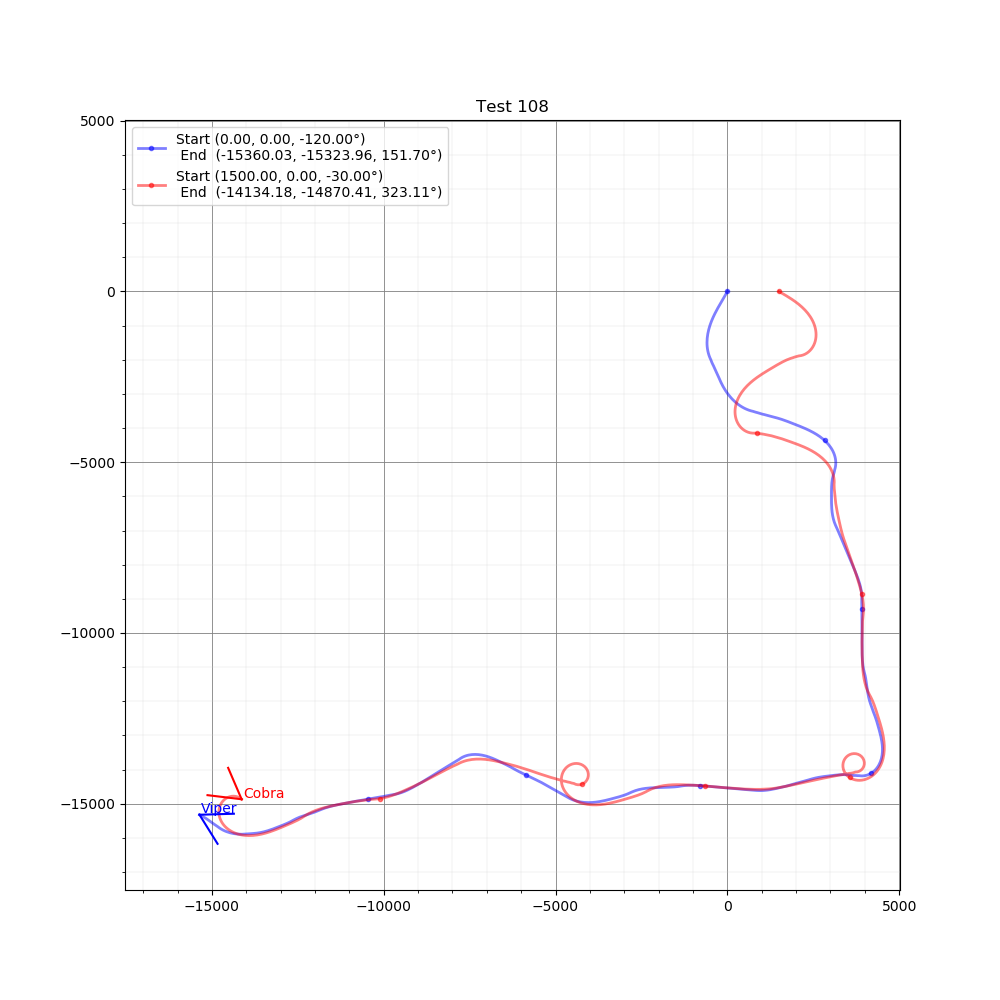 Test 108
Start (0.00, 0.00, -120.00°)
End (-15360.03, -15323.96, 151.70°)
Start (1500.00, 0.00, -30.00°)
End (-14134.18, -14870.41, 323.11°)
5000
0
−5000
−10000
−15000
Cobra
Viper
−15000 −10000 −5000 0 5000